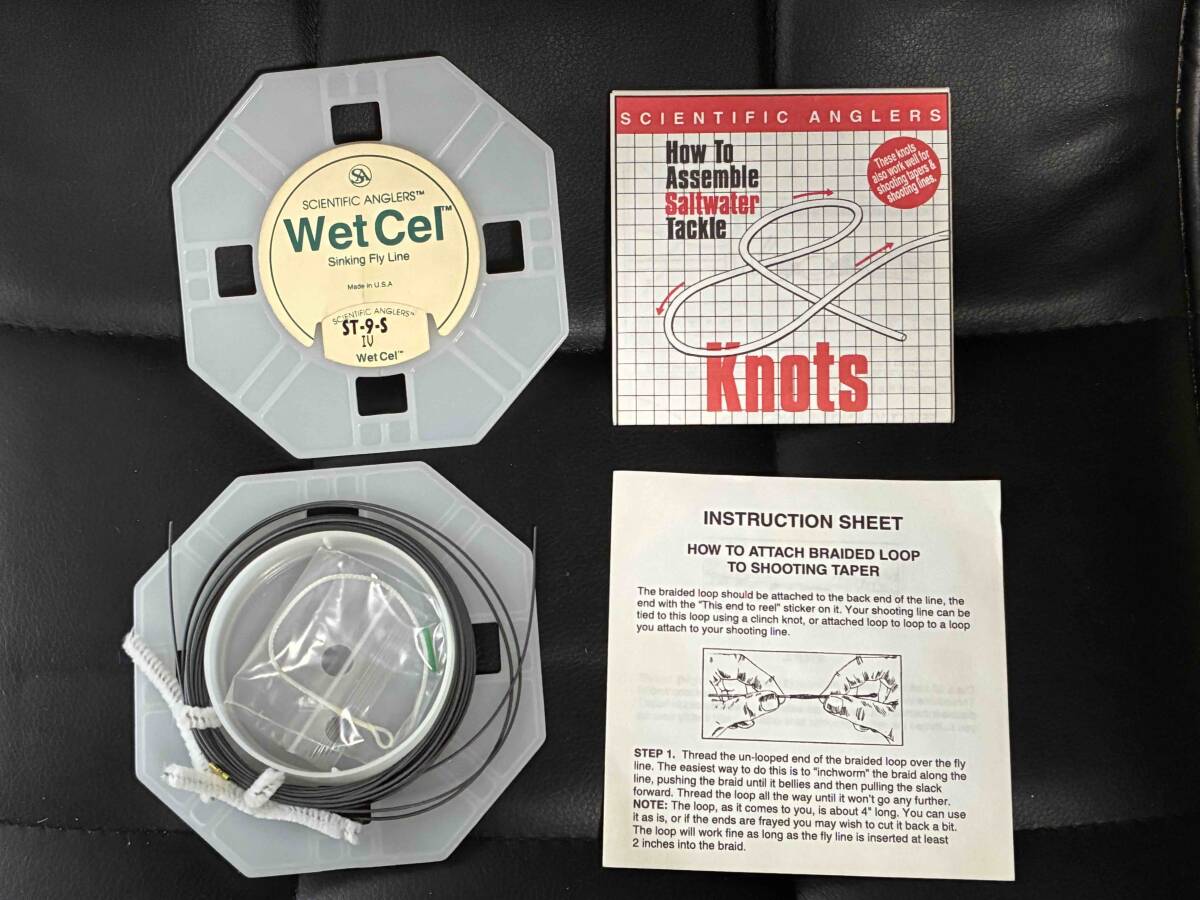 SA
SCIENTIFIC ANGLERS™
Wet Cel™
Sinking Fly Line
Made in U.S.A
SCIENTIFIC ANGLERS™
ST-9-S
IV
Wet Cel™
SCIENTIFIC ANGLERS
How To
Assemble
Saltwater
Tackle
These knots
also work well for
shooting tapers &
shooting lines.
Knots
INSTRUCTION SHEET
HOW TO ATTACH BRAIDED LOOP
TO SHOOTING TAPER
The braided loop should be attached to the back end of the line, the
end with the "This end to reel" sticker on it. Your shooting line can be
tied to this loop using a clinch knot, or attached loop to loop to a loop
you attach to your shooting line.
STEP 1. Thread the un-looped end of the braided loop over the fly
line. The easiest way to do this is to "inchworm" the braid along the
line, pushing the braid until it bellies and then pulling the slack
forward. Thread the loop all the way until it won't go any further.
NOTE: The loop, as it comes to you, is about 4" long. You can use
it as is, or if the ends are frayed you may wish to cut it back a bit.
The loop will work fine as long as the fly line is inserted at least
2 inches into the braid.